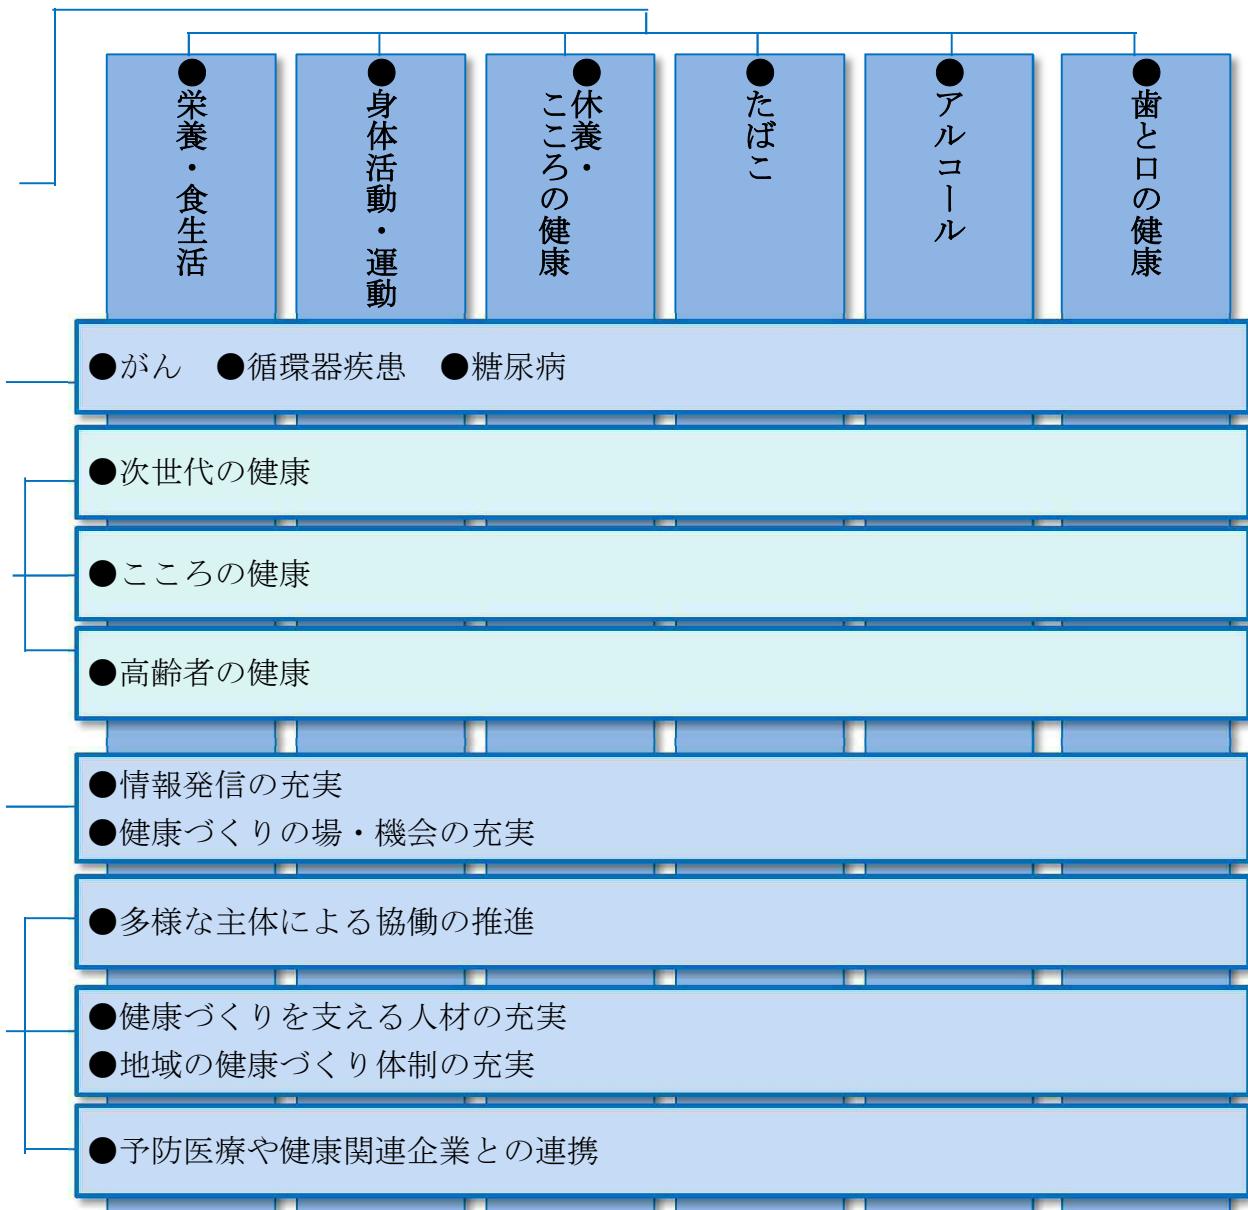 ●栄養・食生活
●身体活動・運動
●休養・
こころの健康
●たばこ
●アルコール
●歯と口の健康
●がん　●循環器疾患　●糖尿病
●次世代の健康
●こころの健康
●高齢者の健康
●情報発信の充実
●健康づくりの場・機会の充実
●多様な主体による協働の推進
●健康づくりを支える人材の充実
●地域の健康づくり体制の充実
●予防医療や健康関連企業との連携